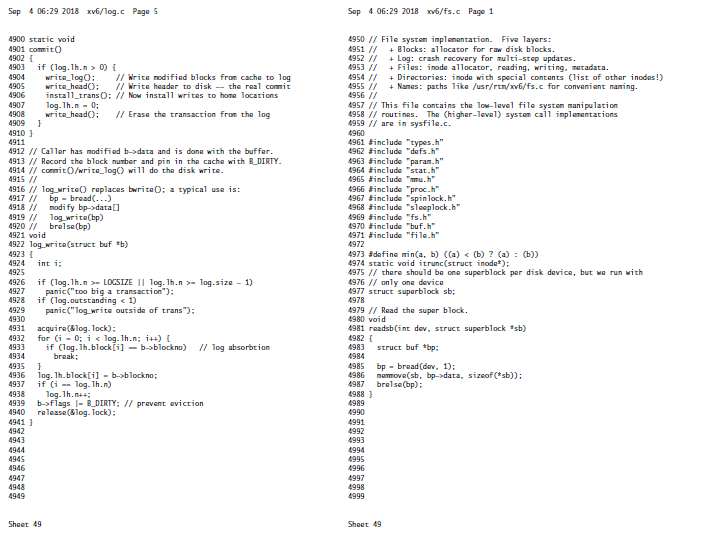 Sep  4 06:29 2018  xv6/log.c  Page 5
4900 static void
4901 commit()
4902 {
4903   if (log.lh.n > 0) {
4904     write_log();     // Write modified blocks from cache to log
4905     write_head();    // Write header to disk -- the real commit
4906     install_trans(); // Now install writes to home locations
4907     log.lh.n = 0;
4908     write_head();    // Erase the transaction from the log
4909   }
4910 }
4911
4912 // Caller has modified b->data and is done with the buffer.
4913 // Record the block number and pin in the cache with B_DIRTY.
4914 // commit()/write_log() will do the disk write.
4915 //
4916 // log_write() replaces bwrite(); a typical use is:
4917 //   bp = bread(...)
4918 //   modify bp->data[]
4919 //   log_write(bp)
4920 //   brelse(bp)
4921 void
4922 log_write(struct buf *b)
4923 {
4924   int i;
4925
4926   if (log.lh.n >= LOGSIZE || log.lh.n >= log.size - 1)
4927     panic("too big a transaction");
4928   if (log.outstanding < 1)
4929     panic("log_write outside of trans");
4930
4931   acquire(&log.lock);
4932   for (i = 0; i < log.lh.n; i++) {
4933     if (log.lh.block[i] == b->blockno)   // log absorbtion
4934       break;
4935   }
4936   log.lh.block[i] = b->blockno;
4937   if (i == log.lh.n)
4938     log.lh.n++;
4939   b->flags |= B_DIRTY; // prevent eviction
4940   release(&log.lock);
4941 }
4942
4943
4944
4945
4946
4947
4948
4949
Sheet 49
Sep  4 06:29 2018  xv6/fs.c  Page 1
4950 // File system implementation.  Five layers:
4951 //   + Blocks: allocator for raw disk blocks.
4952 //   + Log: crash recovery for multi-step updates.
4953 //   + Files: inode allocator, reading, writing, metadata.
4954 //   + Directories: inode with special contents (list of other inodes!)
4955 //   + Names: paths like /usr/rtm/xv6/fs.c for convenient naming.
4956 //
4957 // This file contains the low-level file system manipulation
4958 // routines.  The (higher-level) system call implementations
4959 // are in sysfile.c.
4960
4961 #include "types.h"
4962 #include "defs.h"
4963 #include "param.h"
4964 #include "stat.h"
4965 #include "mmu.h"
4966 #include "proc.h"
4967 #include "spinlock.h"
4968 #include "sleeplock.h"
4969 #include "fs.h"
4970 #include "buf.h"
4971 #include "file.h"
4972
4973 #define min(a, b) ((a) < (b) ? (a) : (b))
4974 static void itrunc(struct inode*);
4975 // there should be one superblock per disk device, but we run with
4976 // only one device
4977 struct superblock sb;
4978
4979 // Read the super block.
4980 void
4981 readsb(int dev, struct superblock *sb)
4982 {
4983   struct buf *bp;
4984
4985   bp = bread(dev, 1);
4986   memmove(sb, bp->data, sizeof(*sb));
4987   brelse(bp);
4988 }
4989
4990
4991
4992
4993
4994
4995
4996
4997
4998
4999
Sheet 49